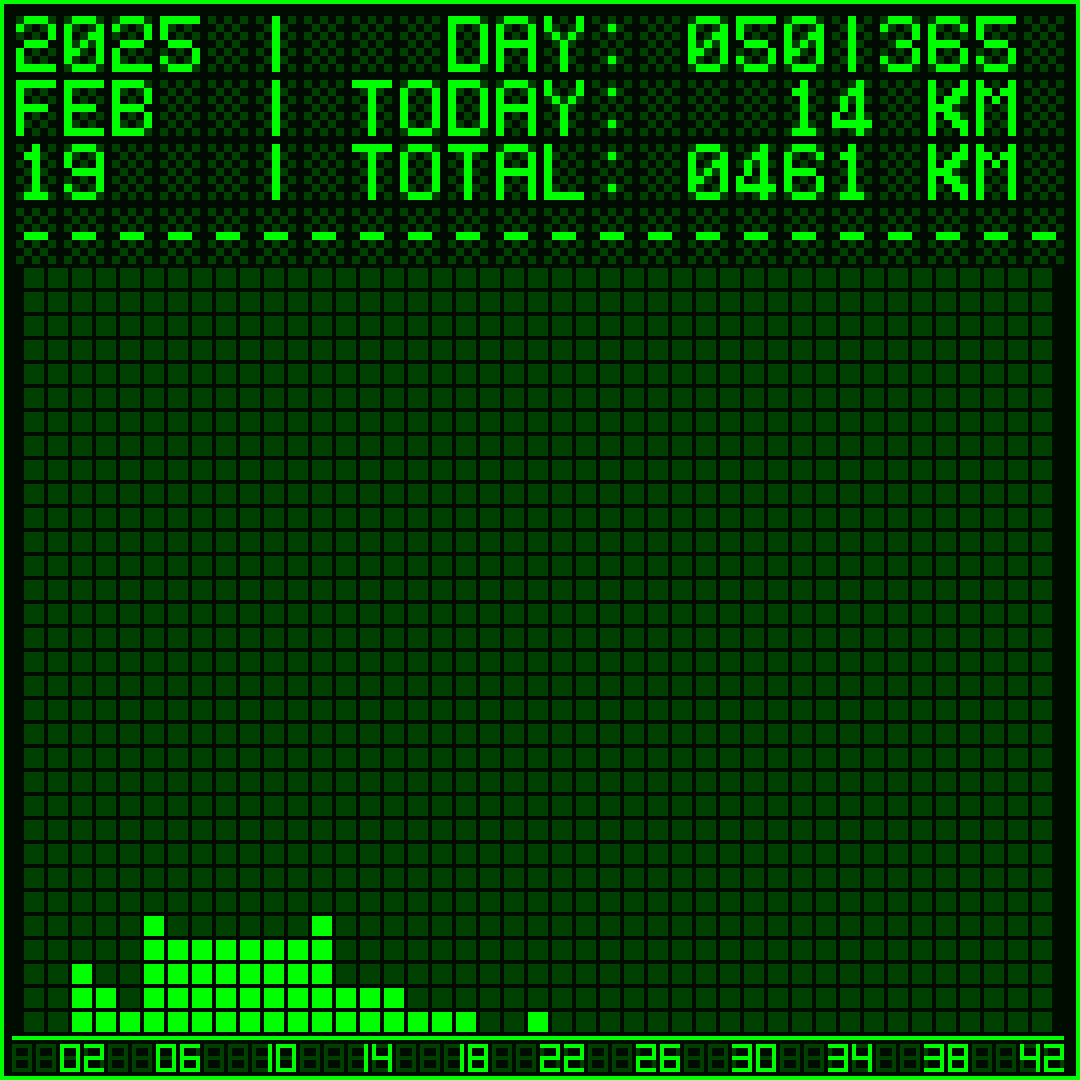 2025 | DAY: 050|365
FEB | TODAY: 14 KM
19 | TOTAL: 0461 KM
- - - - - - - - - - - - - - - - - - - - - -
02 06 10 14 18 22 26 30 34 38 42